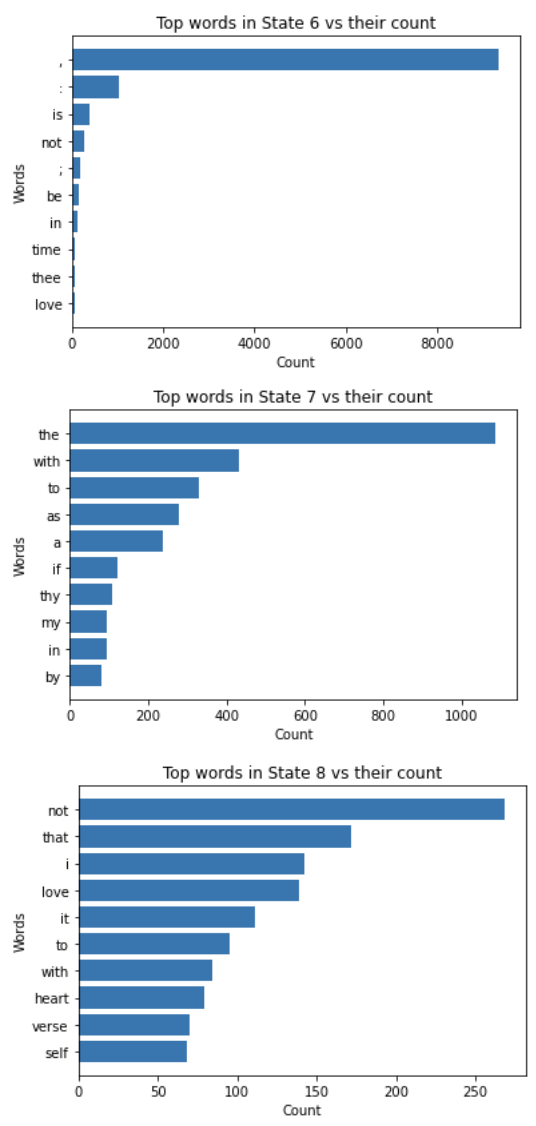 Top words in State 6 vs their count
,
:
is
not
;
be
in
time
thee
love
Words
0 2000 4000 6000 8000
Count
Top words in State 7 vs their count
the
with
to
as
a
if
thy
my
in
by
Words
0 200 400 600 800 1000
Count
Top words in State 8 vs their count
not
that
i
love
it
to
with
heart
verse
self
Words
0 50 100 150 200 250
Count